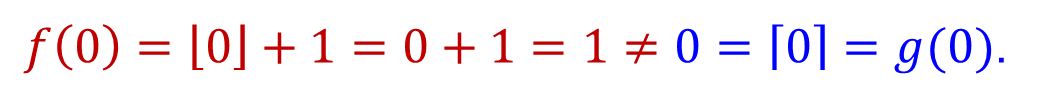 f(0) = ⌊0⌋ + 1 = 0 + 1 = 1 ≠ 0 = ⌈0⌉ = g(0).